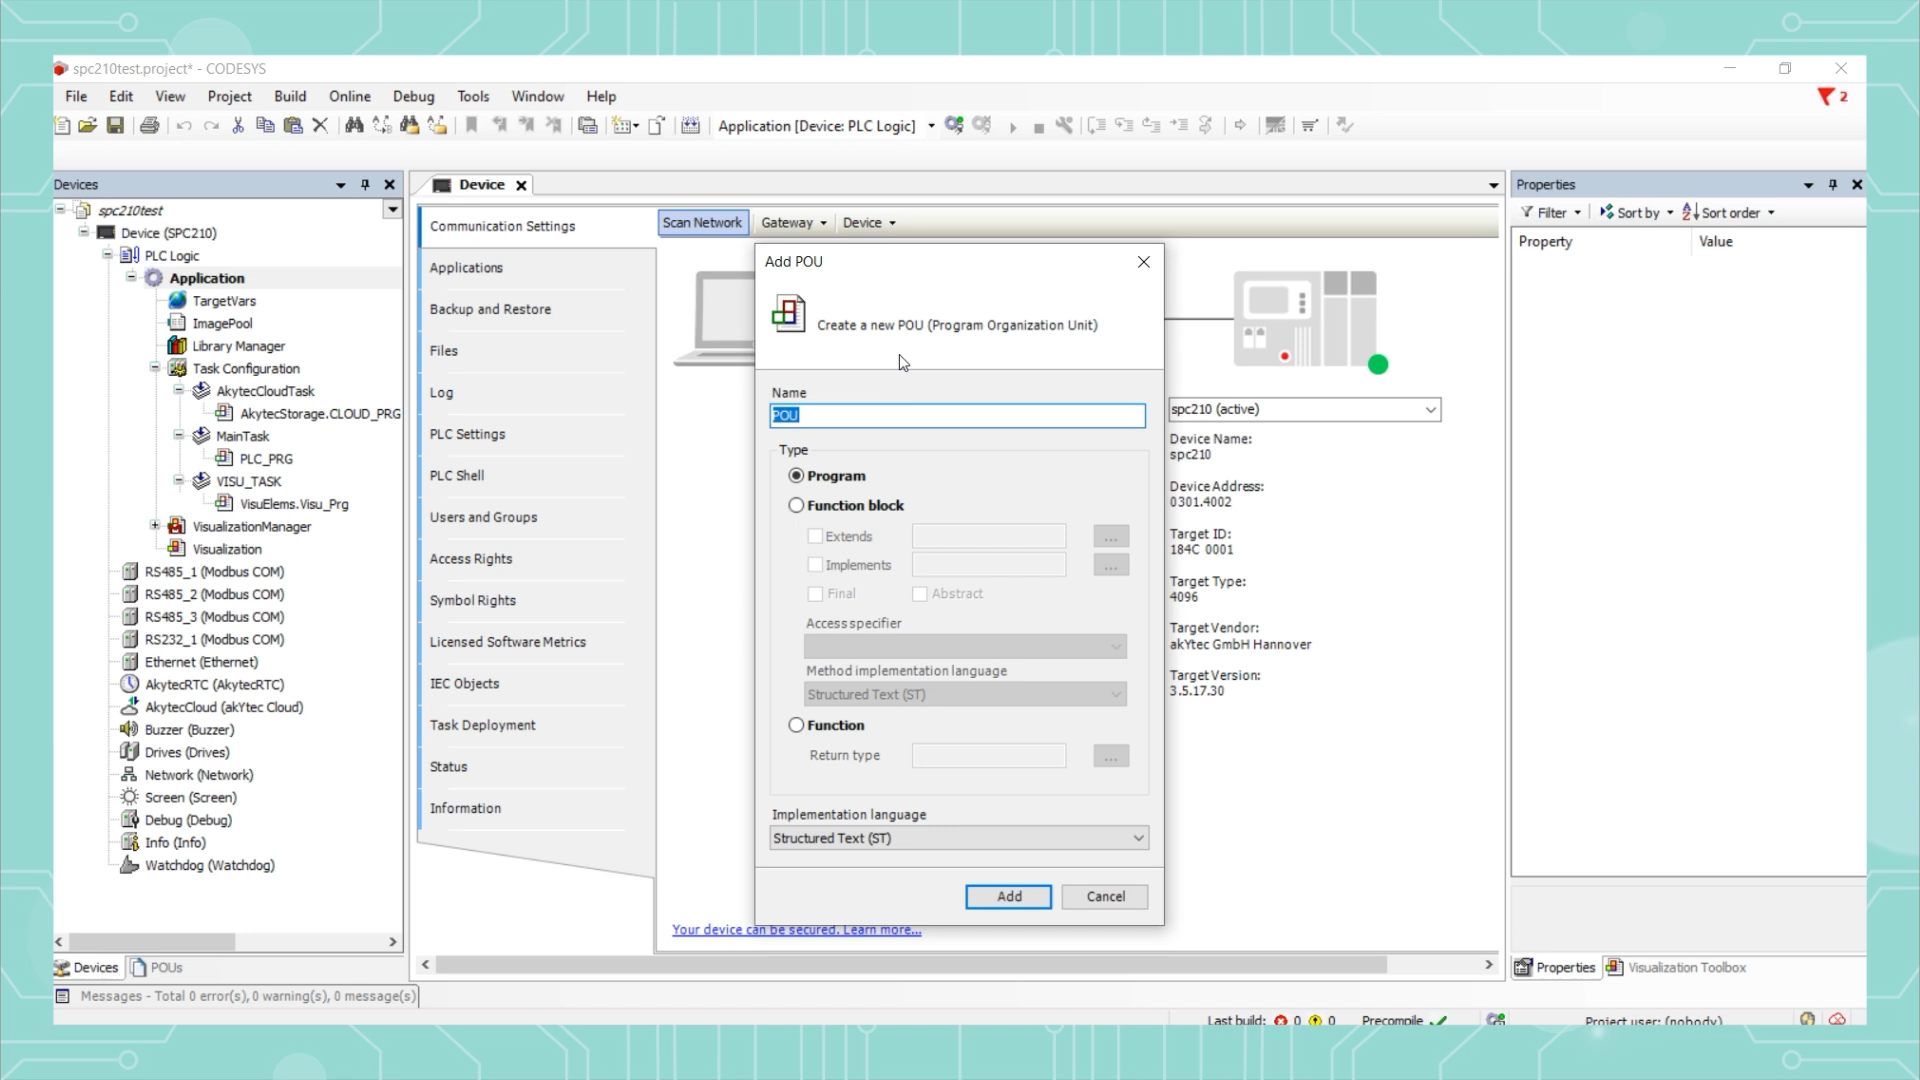 spc210test.project* - CODESYS
File Edit View Project Build Online Debug Tools Window Help
2
Application [Device: PLC Logic]
Devices
spc210test
Device (SPC210)
PLC Logic
Application
TargetVars
ImagePool
Library Manager
Task Configuration
AkytecCloudTask
AkytecStorage.CLOUD_PRG
MainTask
PLC_PRG
VISU_TASK
VisuElems.Visu_Prg
VisualizationManager
Visualization
RS485_1 (Modbus COM)
RS485_2 (Modbus COM)
RS485_3 (Modbus COM)
RS232_1 (Modbus COM)
Ethernet (Ethernet)
AkytecRTC (AkytecRTC)
AkytecCloud (akYtec Cloud)
Buzzer (Buzzer)
Drives (Drives)
Network (Network)
Screen (Screen)
Debug (Debug)
Info (Info)
Watchdog (Watchdog)
Devices POUs
Device
Communication Settings
Applications
Backup and Restore
Files
Log
PLC Settings
PLC Shell
Users and Groups
Access Rights
Symbol Rights
Licensed Software Metrics
IEC Objects
Task Deployment
Status
Information
Scan Network Gateway Device
Add POU
Create a new POU (Program Organization Unit)
Name
POU
Type
Program
Function block
Extends ...
Implements ...
Final Abstract
Access specifier
Method implementation language
Structured Text (ST)
Function
Return type ...
Implementation language
Structured Text (ST)
Add Cancel
spc210 (active)
Device Name:
spc210
Device Address:
0301.4002
Target ID:
184C 0001
Target Type:
4096
Target Vendor:
akYtec GmbH Hannover
Target Version:
3.5.17.30
Your device can be secured. Learn more...
Properties
Filter Sort by Sort order
Property Value
Properties Visualization Toolbox
Messages - Total 0 error(s), 0 warning(s), 0 message(s)
Last build: 0 0 Precompile Project user: (nobody)